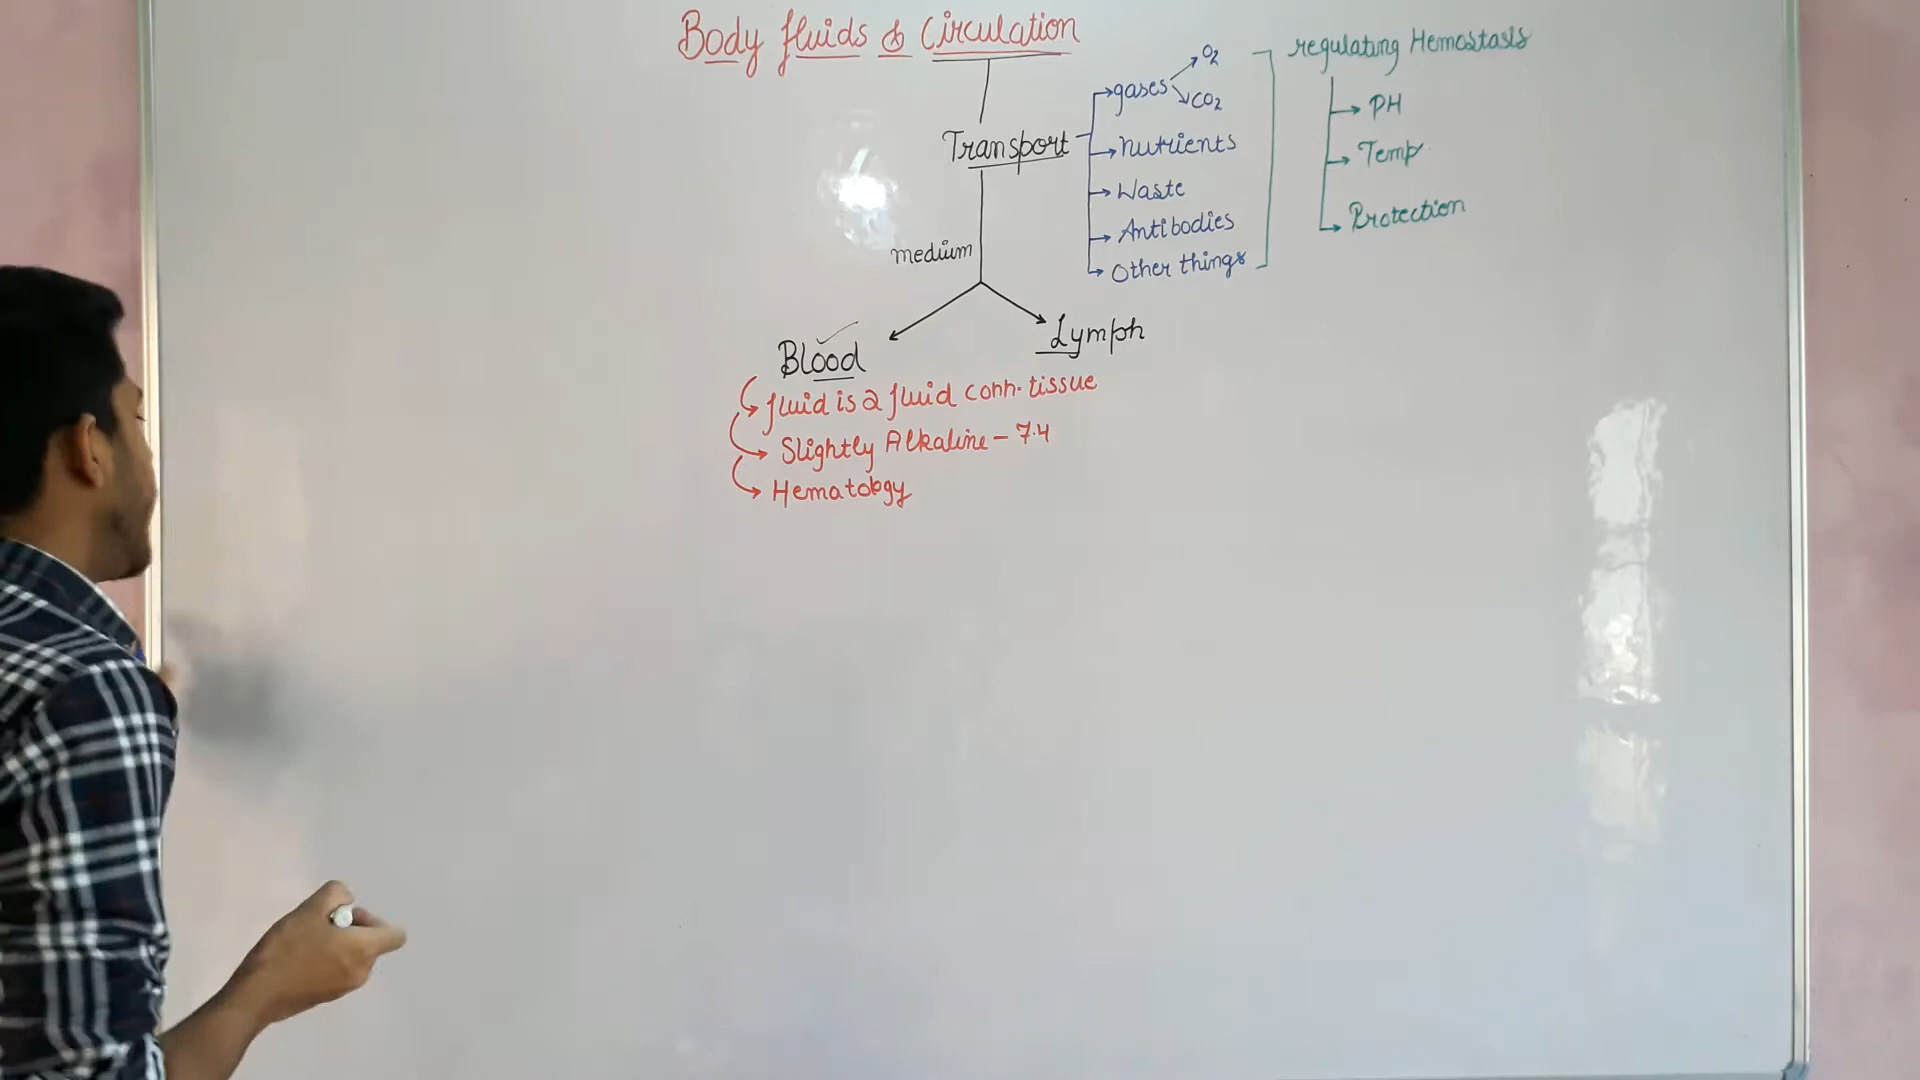 Body fluids & Circulation
Transport
gases
O2
CO2
Nutrients
Waste
Antibodies
Other things
regulating Hemostasis
PH
Temp
Protection
medium
Blood
Lymph
fluid is a fluid conn. tissue
Slightly Alkaline - 7.4
Hematology